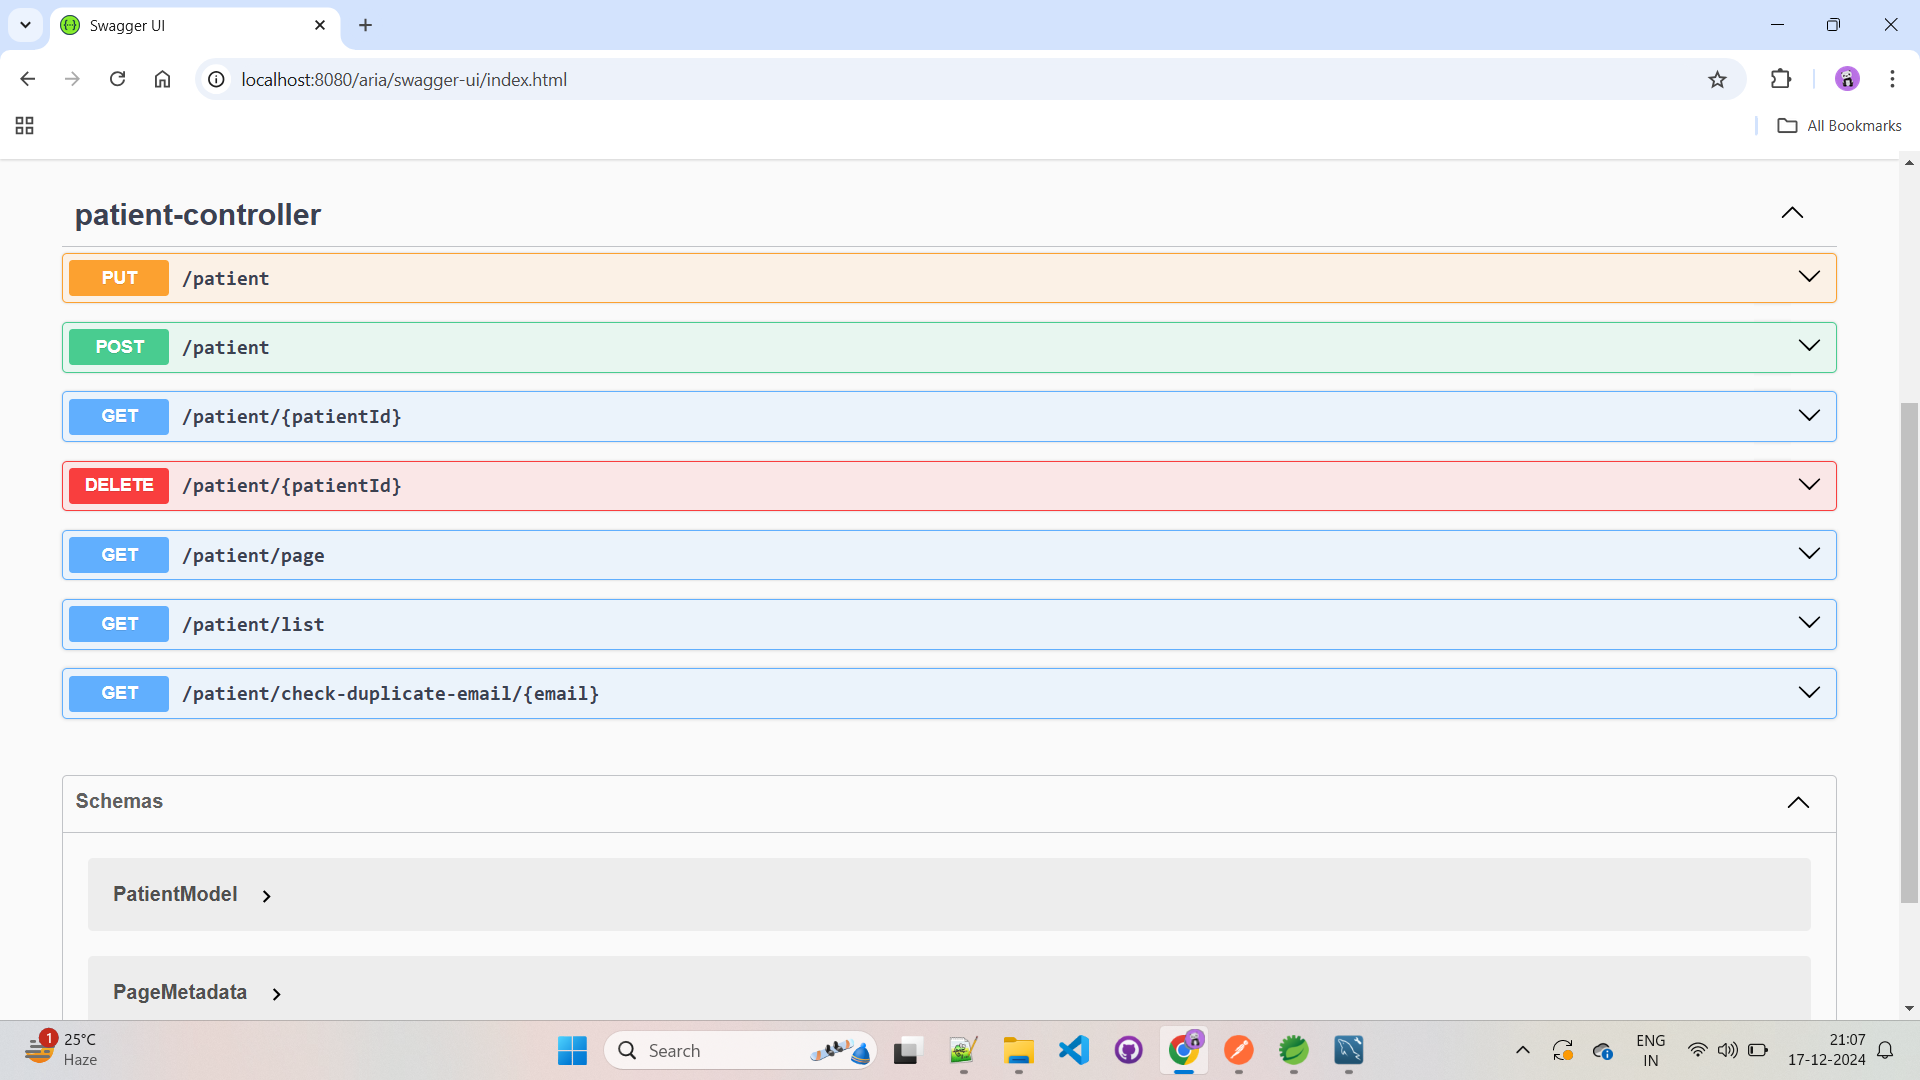 Swagger UI
localhost:8080/aria/swagger-ui/index.html
All Bookmarks
patient-controller
PUT /patient
POST /patient
GET /patient/{patientId}
DELETE /patient/{patientId}
GET /patient/page
GET /patient/list
GET /patient/check-duplicate-email/{email}
Schemas
PatientModel
PageMetadata
1
25°C
Haze
Search
ENG
IN
21:07
17-12-2024